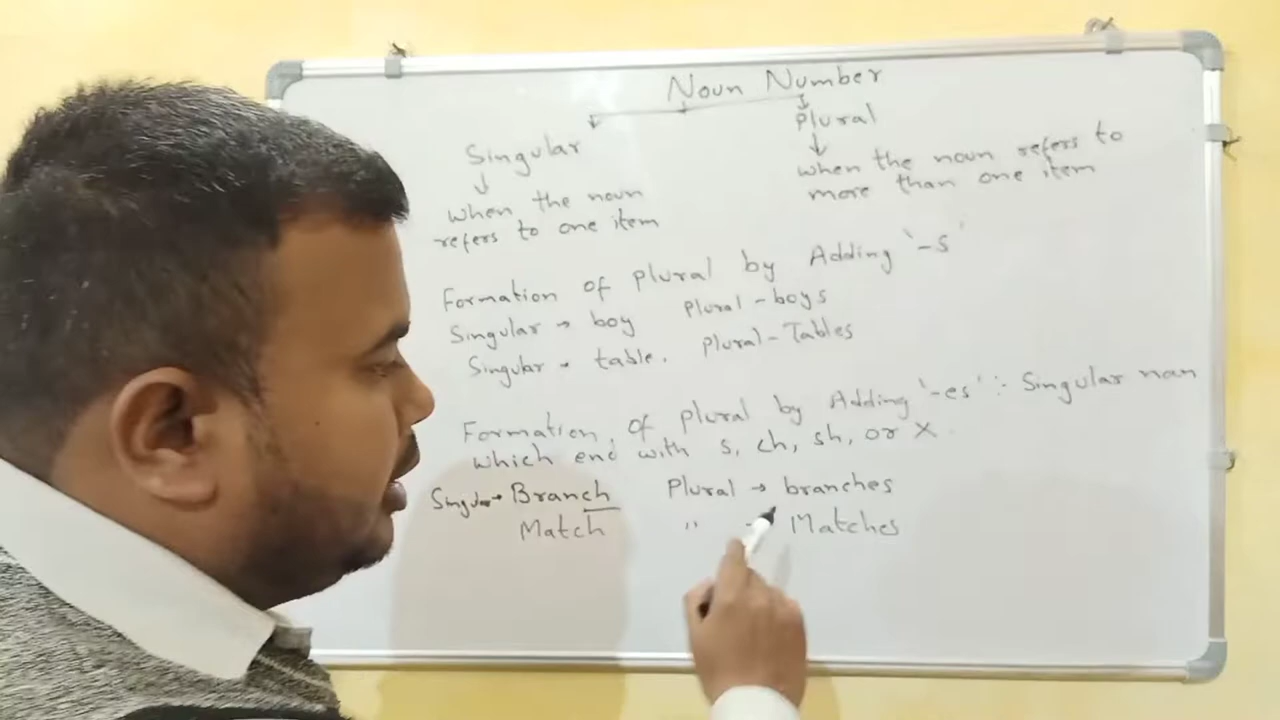 Noun Number
Singular
Plural
when the noun
refers to one item
when the noun refers to
more than one item
Formation of plural by Adding '-s'
Singular → boy Plural - boys
Singular → table. Plural - Tables
Formation of plural by Adding '-es' : Singular nan
which end with s, ch, sh, or x
Singular → Branch Plural → branches
Match " → Matches